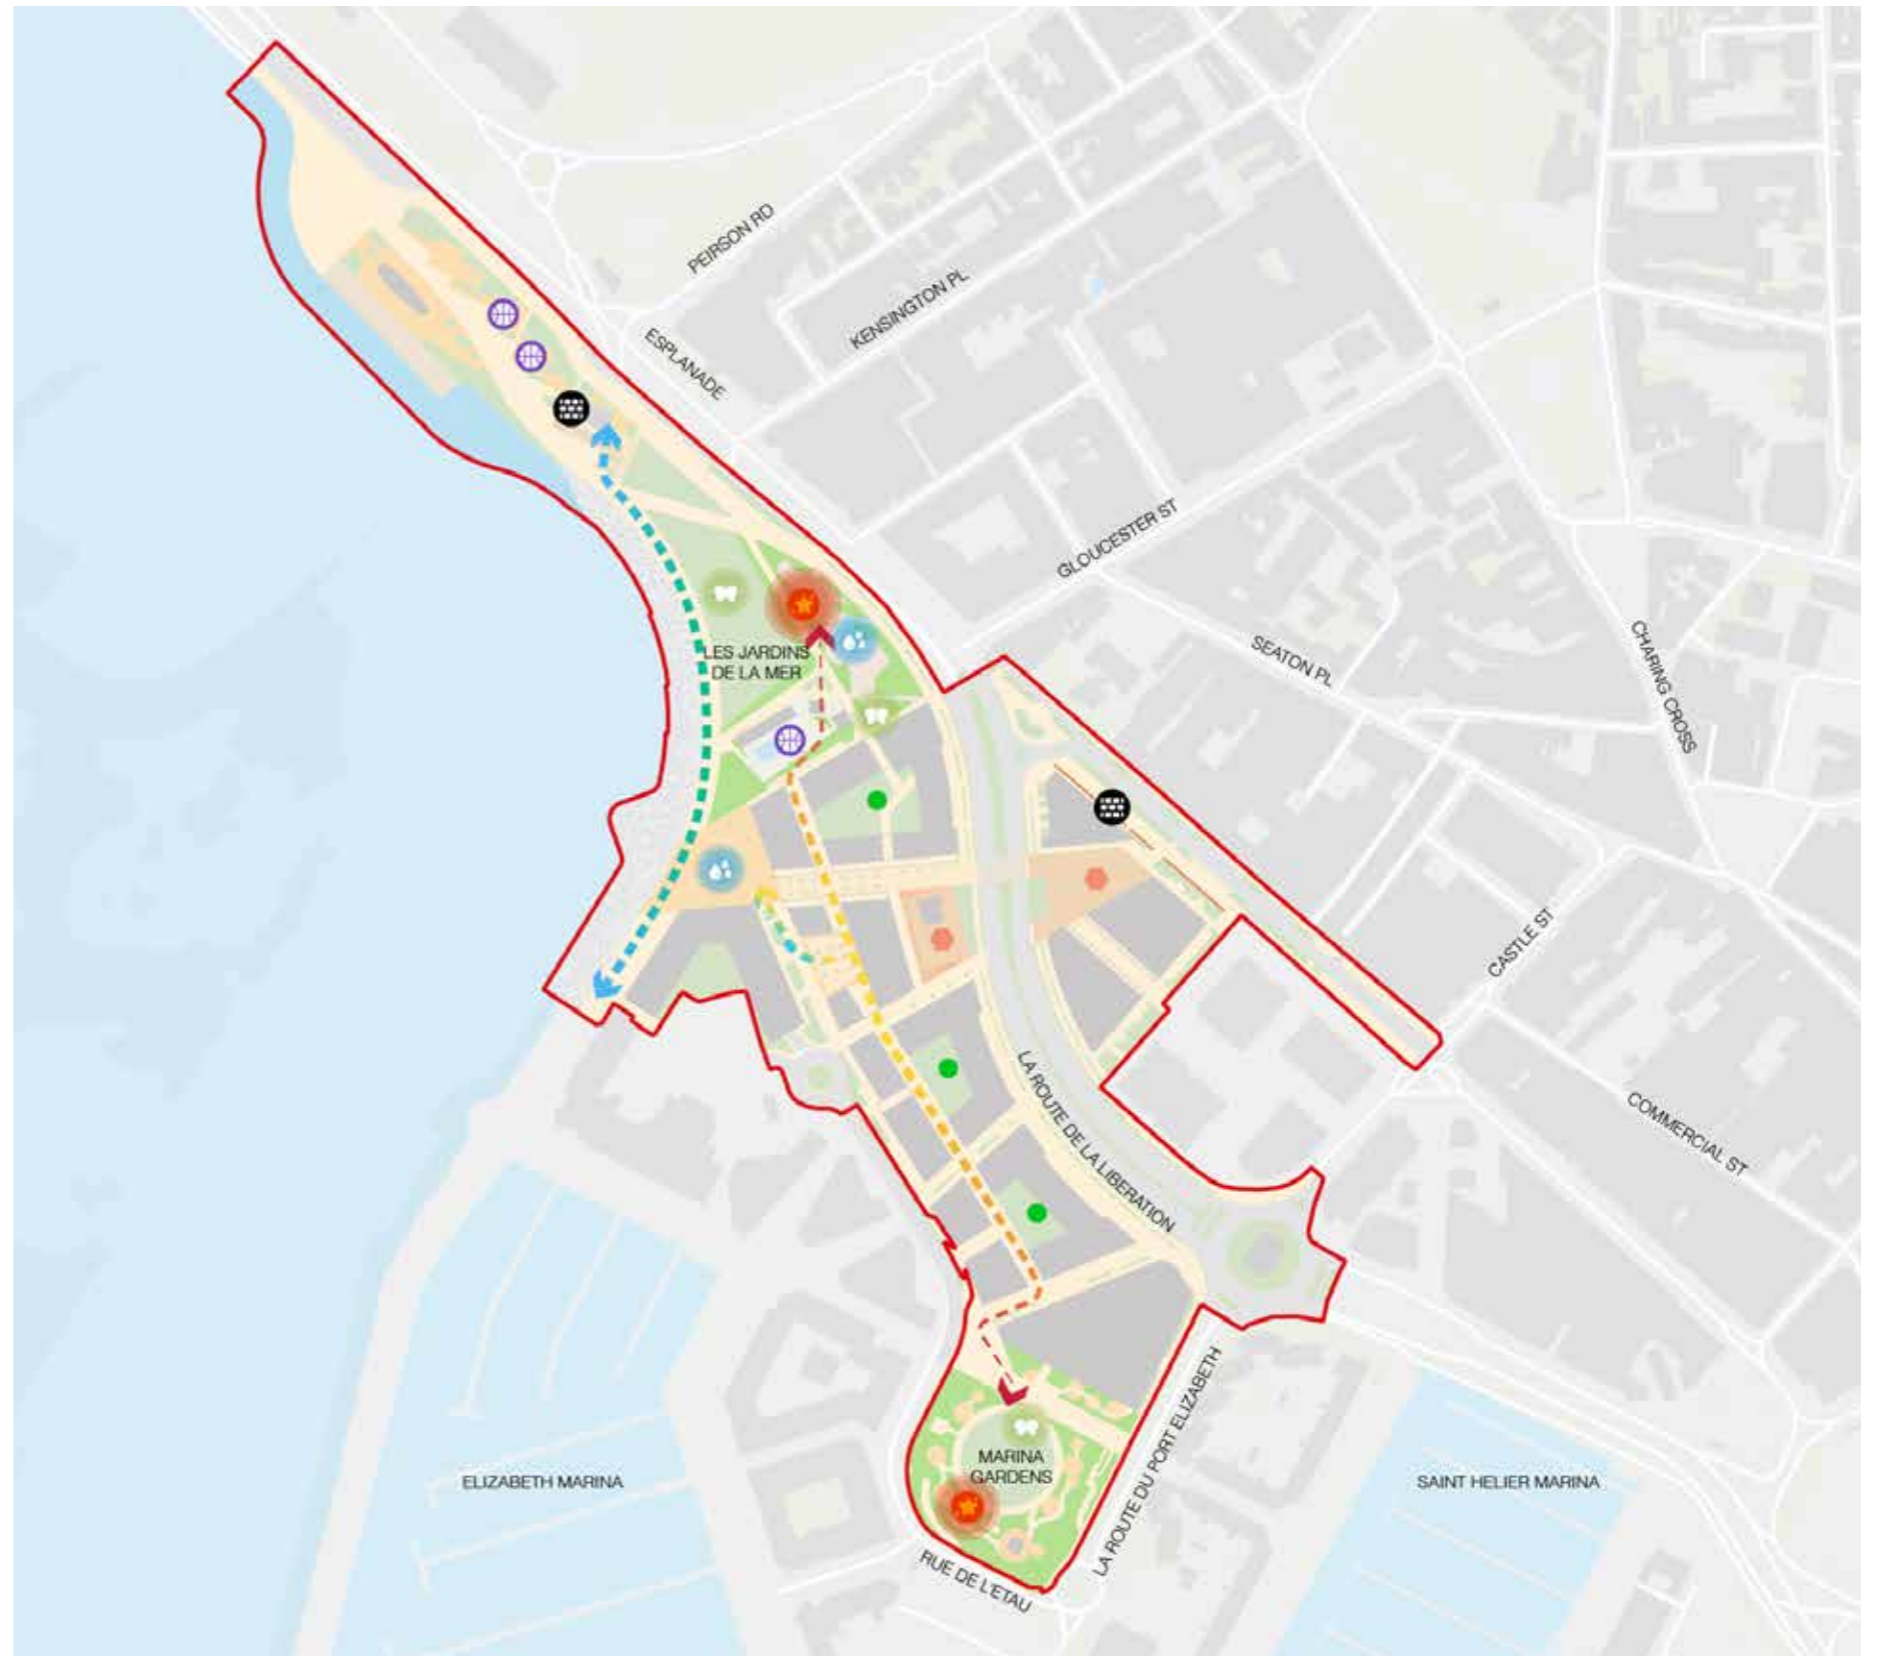 PEIRSON RD
KENSINGTON PL
ESPLANADE
GLOUCESTER ST
SEATON PL
CHARING CROSS
LES JARDINS
DE LA MER
CASTLE ST
COMMERCIAL ST
LA ROUTE DE LA LIBERATION
LA ROUTE DU PORT ELIZABETH
MARINA
GARDENS
ELIZABETH MARINA
SAINT HELIER MARINA
RUE DE L'ETAU